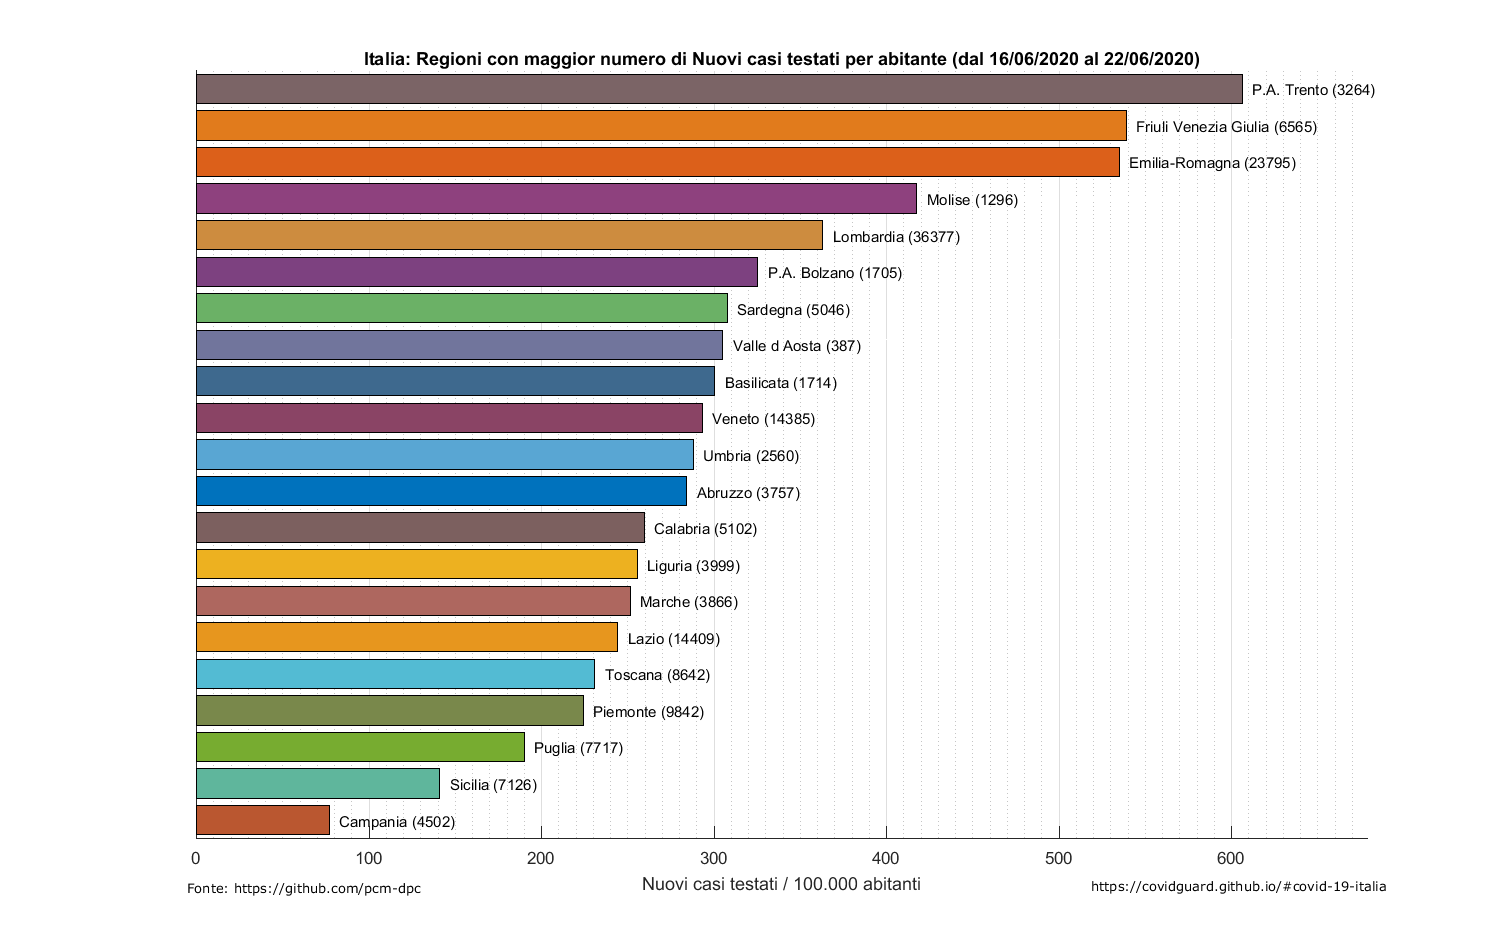 Italia: Regioni con maggior numero di Nuovi casi testati per abitante (dal 16/06/2020 al 22/06/2020)
P.A. Trento (3264)
Friuli Venezia Giulia (6565)
Emilia-Romagna (23795)
Molise (1296)
Lombardia (36377)
P.A. Bolzano (1705)
Sardegna (5046)
Valle d Aosta (387)
Basilicata (1714)
Veneto (14385)
Umbria (2560)
Abruzzo (3757)
Calabria (5102)
Liguria (3999)
Marche (3866)
Lazio (14409)
Toscana (8642)
Piemonte (9842)
Puglia (7717)
Sicilia (7126)
Campania (4502)
0 100 200 300 400 500 600
Nuovi casi testati / 100.000 abitanti
Fonte: https://github.com/pcm-dpc
https://covidguard.github.io/#covid-19-italia